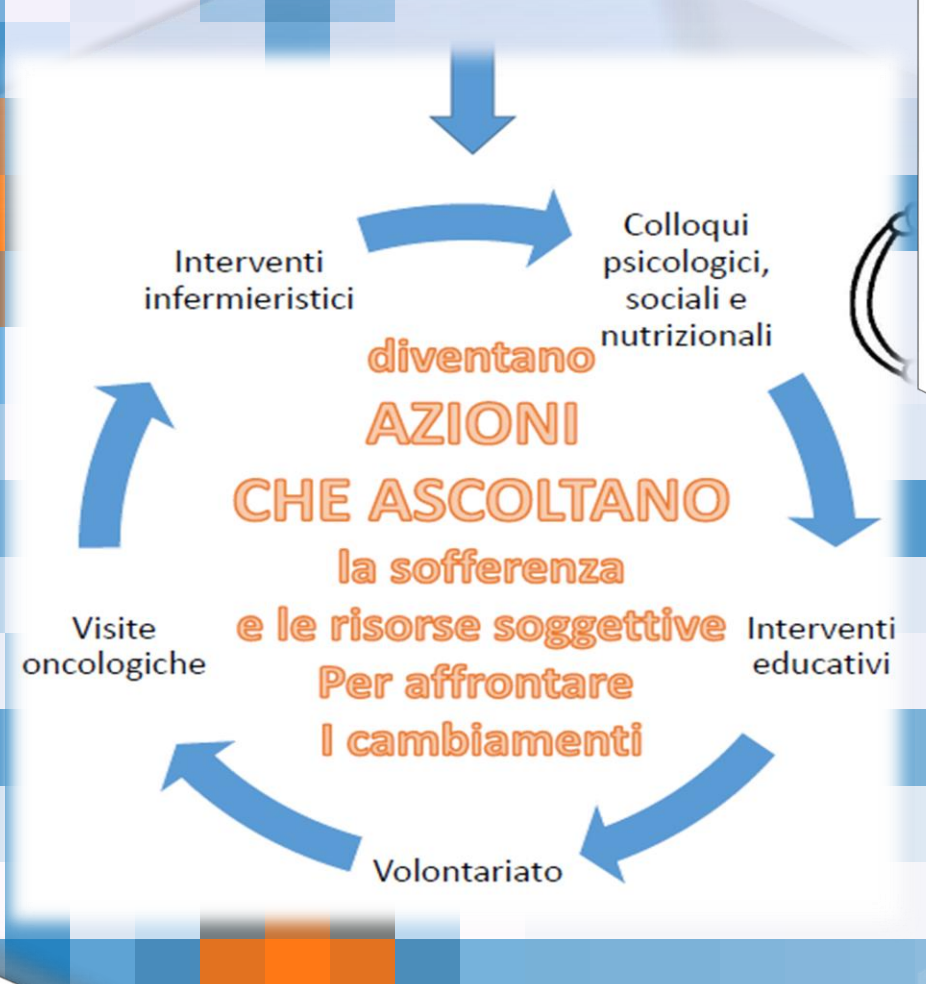 Interventi
infermieristici
Colloqui
psicologici,
sociali e
nutrizionali
diventano
AZIONI
CHE ASCOLTANO
la sofferenza
e le risorse soggettive
Per affrontare
I cambiamenti
Interventi
educativi
Volontariato
Visite
oncologiche